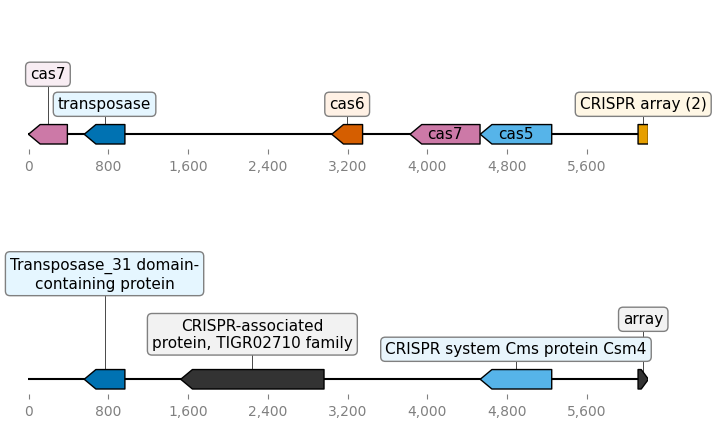 cas7
transposase
cas6
CRISPR array (2)
cas7
cas5
0 800 1,600 2,400 3,200 4,000 4,800 5,600
Transposase_31 domain-
containing protein
CRISPR-associated
protein, TIGR02710 family
array
CRISPR system Cms protein Csm4
0 800 1,600 2,400 3,200 4,000 4,800 5,600